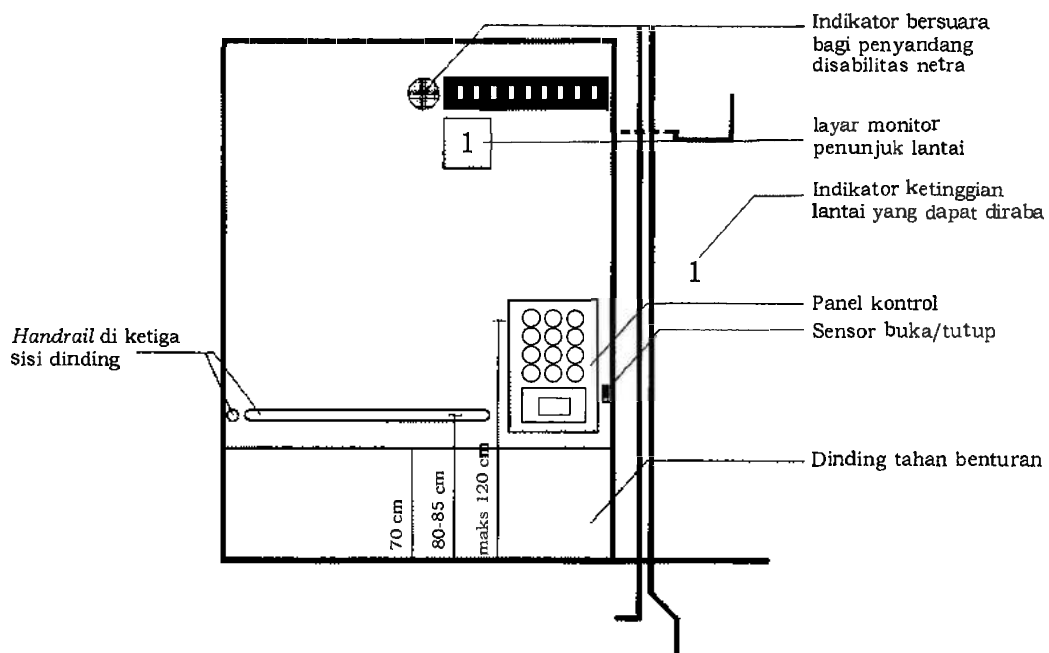 Indikator bersuara
bagi penyandang
disabilitas netra
layar monitor
penunjuk lantai
1
Indikator ketinggian
lantai yang dapat diraba
1
Panel kontrol
Sensor buka/tutup
Handrail di ketiga
sisi dinding
Dinding tahan benturan
70 cm
80-85 cm
maks 120 cm